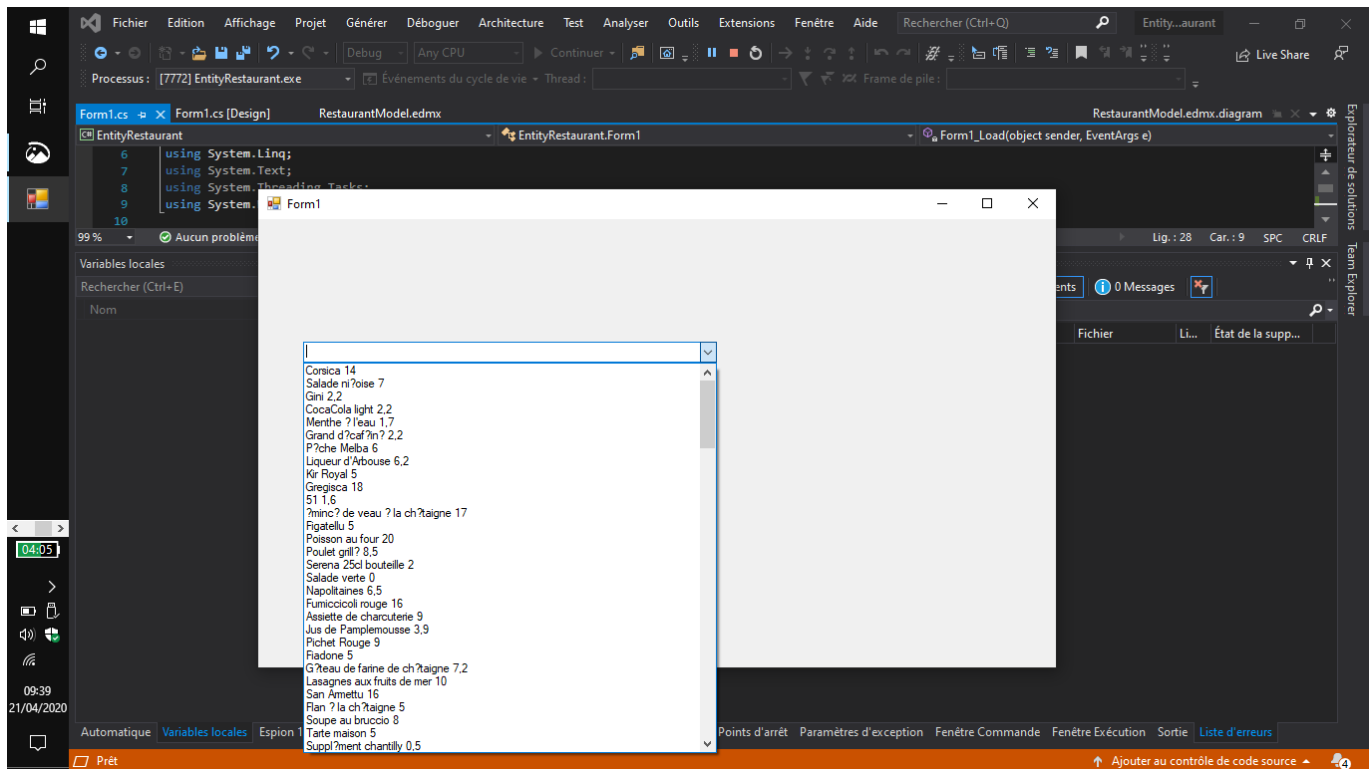 Fichier Edition Affichage Projet Générer Déboguer Architecture Test Analyser Outils Extensions Fenêtre Aide Rechercher (Ctrl+Q) Entity...aurant
Debug Any CPU Continuer Live Share
Processus : [7772] EntityRestaurant.exe Événements du cycle de vie Thread : Frame de pile :
Form1.cs Form1.cs [Design] RestaurantModel.edmx RestaurantModel.edmx.diagram
EntityRestaurant EntityRestaurant.Form1 Form1_Load(object sender, EventArgs e)
6 using System.Linq;
7 using System.Text;
8 using System.Threading.Tasks;
9 using System.
10
Form1
99 % Aucun problème Lig. : 28 Car. : 9 SPC CRLF
Variables locales
Rechercher (Ctrl+E) 0 Messages
Nom
Fichier Li... État de la supp...
Explorateur de solutions
Team Explorer
Corsica 14
Salade ni?oise 7
Gini 2,2
CocaCola light 2,2
Menthe ? l'eau 1,7
Grand d?caf?in? 2,2
P?che Melba 6
Liqueur d'Arbouse 6,2
Kir Royal 5
Gregisca 18
51 1,6
?minc? de veau ? la ch?taigne 17
Figatellu 5
Poisson au four 20
Poulet grill? 8,5
Serena 25cl bouteille 2
Salade verte 0
Napolitaines 6,5
Fumiccicoli rouge 16
Assiette de charcuterie 9
Jus de Pamplemousse 3,9
Pichet Rouge 9
Fiadone 5
G?teau de farine de ch?taigne 7,2
Lasagnes aux fruits de mer 10
San Armettu 16
Flan ? la ch?taigne 5
Soupe au bruccio 8
Tarte maison 5
Suppl?ment chantilly 0,5
04:05
09:39
21/04/2020
Automatique Variables locales Espion 1 Points d'arrêt Paramètres d'exception Fenêtre Commande Fenêtre Exécution Sortie Liste d'erreurs
Prêt Ajouter au contrôle de code source 4